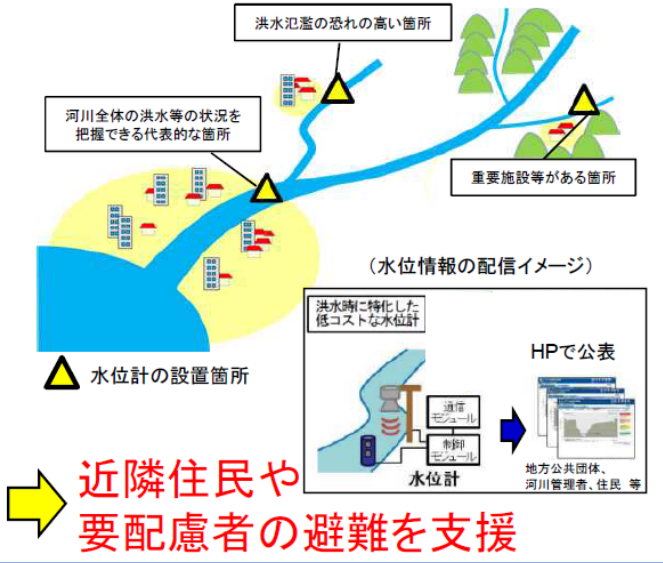 洪水氾濫の恐れの高い箇所
河川全体の洪水等の状況を
把握できる代表的な箇所
重要施設等がある箇所
（水位情報の配信イメージ）
洪水時に特化した
低コストな水位計
HPで公表
通信
モジュール
制御
モジュール
水位計
地方公共団体、
河川管理者、住民 等
水位計の設置箇所
近隣住民や
要配慮者の避難を支援